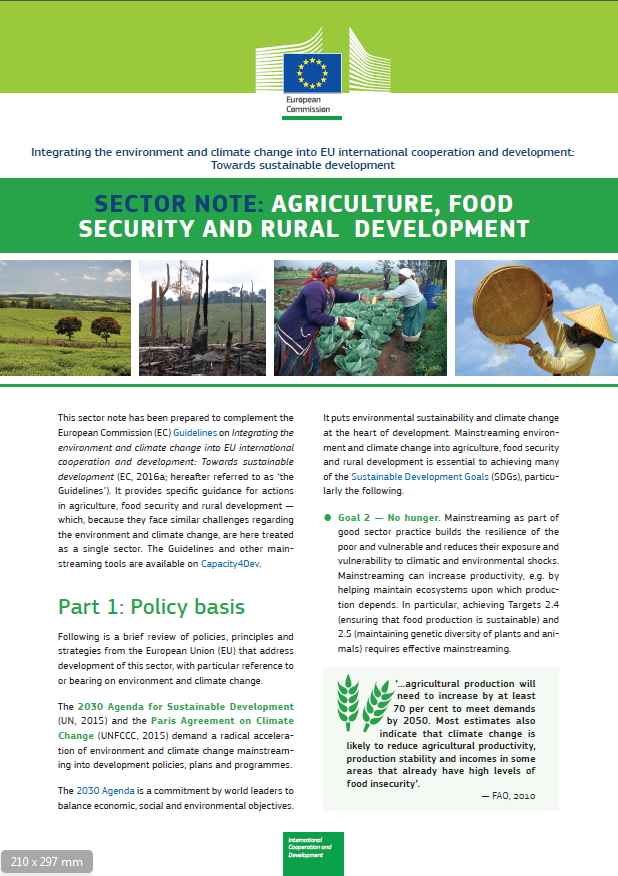 European
Commission
Integrating the environment and climate change into EU international cooperation and development:
Towards sustainable development
SECTOR NOTE: AGRICULTURE, FOOD
SECURITY AND RURAL DEVELOPMENT
This sector note has been prepared to complement the
European Commission (EC) Guidelines on Integrating the
environment and climate change into EU international
cooperation and development: Towards sustainable
development (EC, 2016a; hereafter referred to as ‘the
Guidelines’). It provides specific guidance for actions
in agriculture, food security and rural development —
which, because they face similar challenges regarding
the environment and climate change, are here treated
as a single sector. The Guidelines and other main-
streaming tools are available on Capacity4Dev.
Part 1: Policy basis
Following is a brief review of policies, principles and
strategies from the European Union (EU) that address
development of this sector, with particular reference to
or bearing on environment and climate change.
The 2030 Agenda for Sustainable Development
(UN, 2015) and the Paris Agreement on Climate
Change (UNFCCC, 2015) demand a radical accelera-
tion of environment and climate change mainstream-
ing into development policies, plans and programmes.
The 2030 Agenda is a commitment by world leaders to
balance economic, social and environmental objectives.
It puts environmental sustainability and climate change
at the heart of development. Mainstreaming environ-
ment and climate change into agriculture, food security
and rural development is essential to achieving many
of the Sustainable Development Goals (SDGs), particu-
larly the following.
● Goal 2 — No hunger. Mainstreaming as part of
good sector practice builds the resilience of the
poor and vulnerable and reduces their exposure and
vulnerability to climatic and environmental shocks.
Mainstreaming can increase productivity, e.g. by
helping maintain ecosystems upon which produc-
tion depends. In particular, achieving Targets 2.4
(ensuring that food production is sustainable) and
2.5 (maintaining genetic diversity of plants and ani-
mals) requires effective mainstreaming.
‘...agricultural production will
need to increase by at least
70 per cent to meet demands
by 2050. Most estimates also
indicate that climate change is
likely to reduce agricultural productivity,
production stability and incomes in some
areas that already have high levels of
food insecurity’.
— FAO, 2010
International
Cooperation and
Development
210 x 297 mm